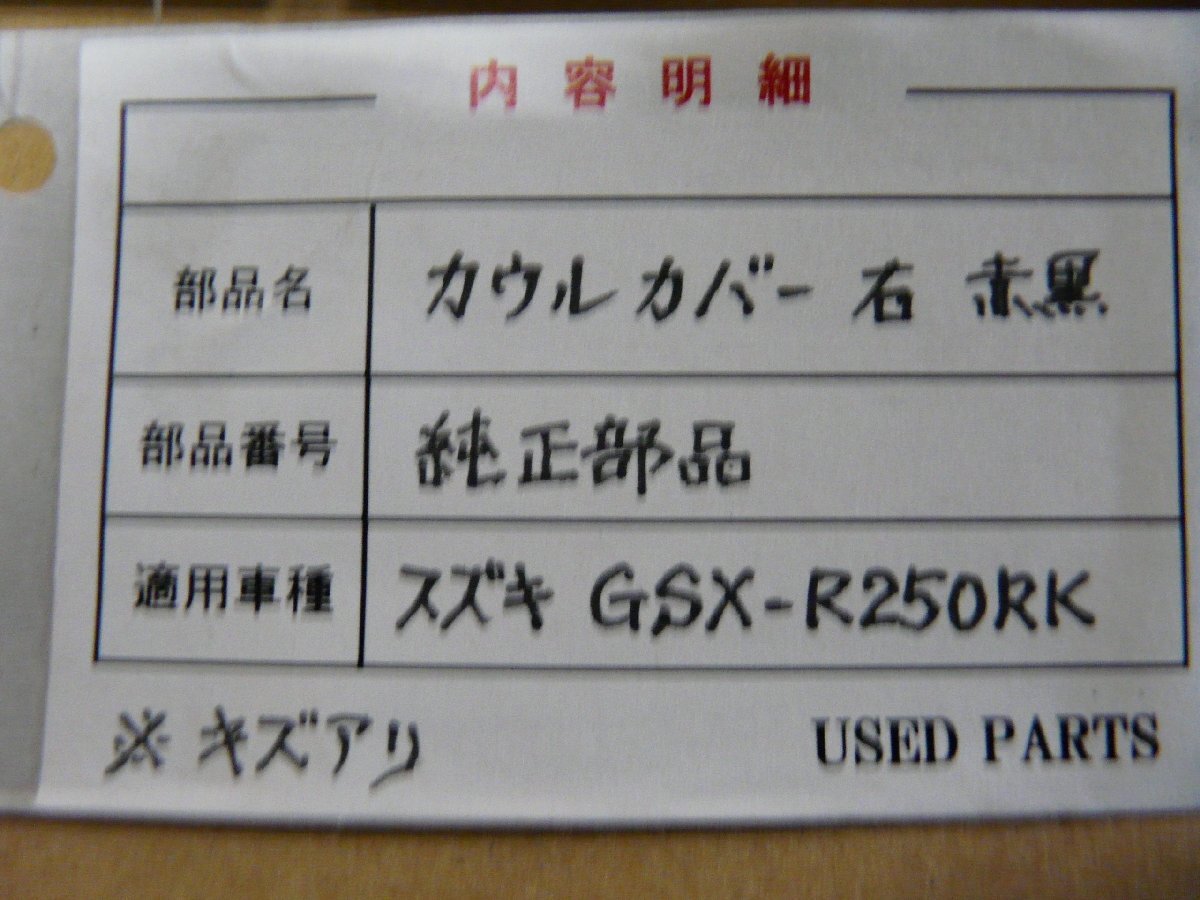 内容明細
部品名 カウルカバー 右 赤黒
部品番号 純正部品
適用車種 スズキ GSX-R250RK
※ キズアリ USED PARTS